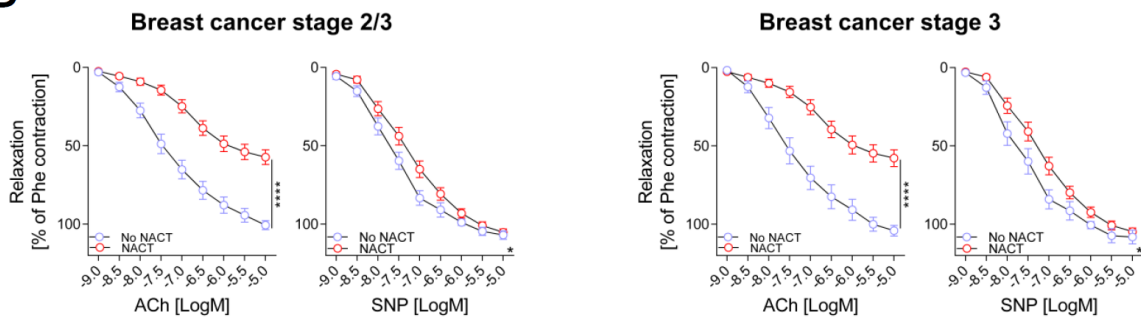 Breast cancer stage 2/3
Breast cancer stage 3
Relaxation
[% of Phe contraction]
0
50
100
No NACT
NACT
****
-9.0 -8.5 -8.0 -7.5 -7.0 -6.5 -6.0 -5.5 -5.0
ACh [LogM]
0
50
100
No NACT
NACT
*
-9.0 -8.5 -8.0 -7.5 -7.0 -6.5 -6.0 -5.5 -5.0
SNP [LogM]
Relaxation
[% of Phe contraction]
0
50
100
No NACT
NACT
****
-9.0 -8.5 -8.0 -7.5 -7.0 -6.5 -6.0 -5.5 -5.0
ACh [LogM]
0
50
100
No NACT
NACT
*
-9.0 -8.5 -8.0 -7.5 -7.0 -6.5 -6.0 -5.5 -5.0
SNP [LogM]